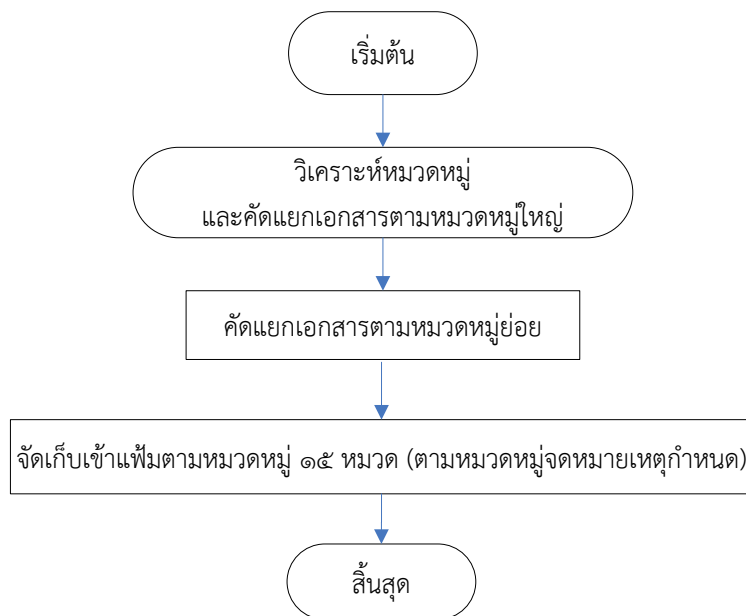 เริ่มต้น
วิเคราะห์หมวดหมู่
และคัดแยกเอกสารตามหมวดหมู่ใหญ่
คัดแยกเอกสารตามหมวดหมู่ย่อย
จัดเก็บเข้าแฟ้มตามหมวดหมู่ ๑๕ หมวด (ตามหมวดหมู่จดหมายเหตุกำหนด)
สิ้นสุด